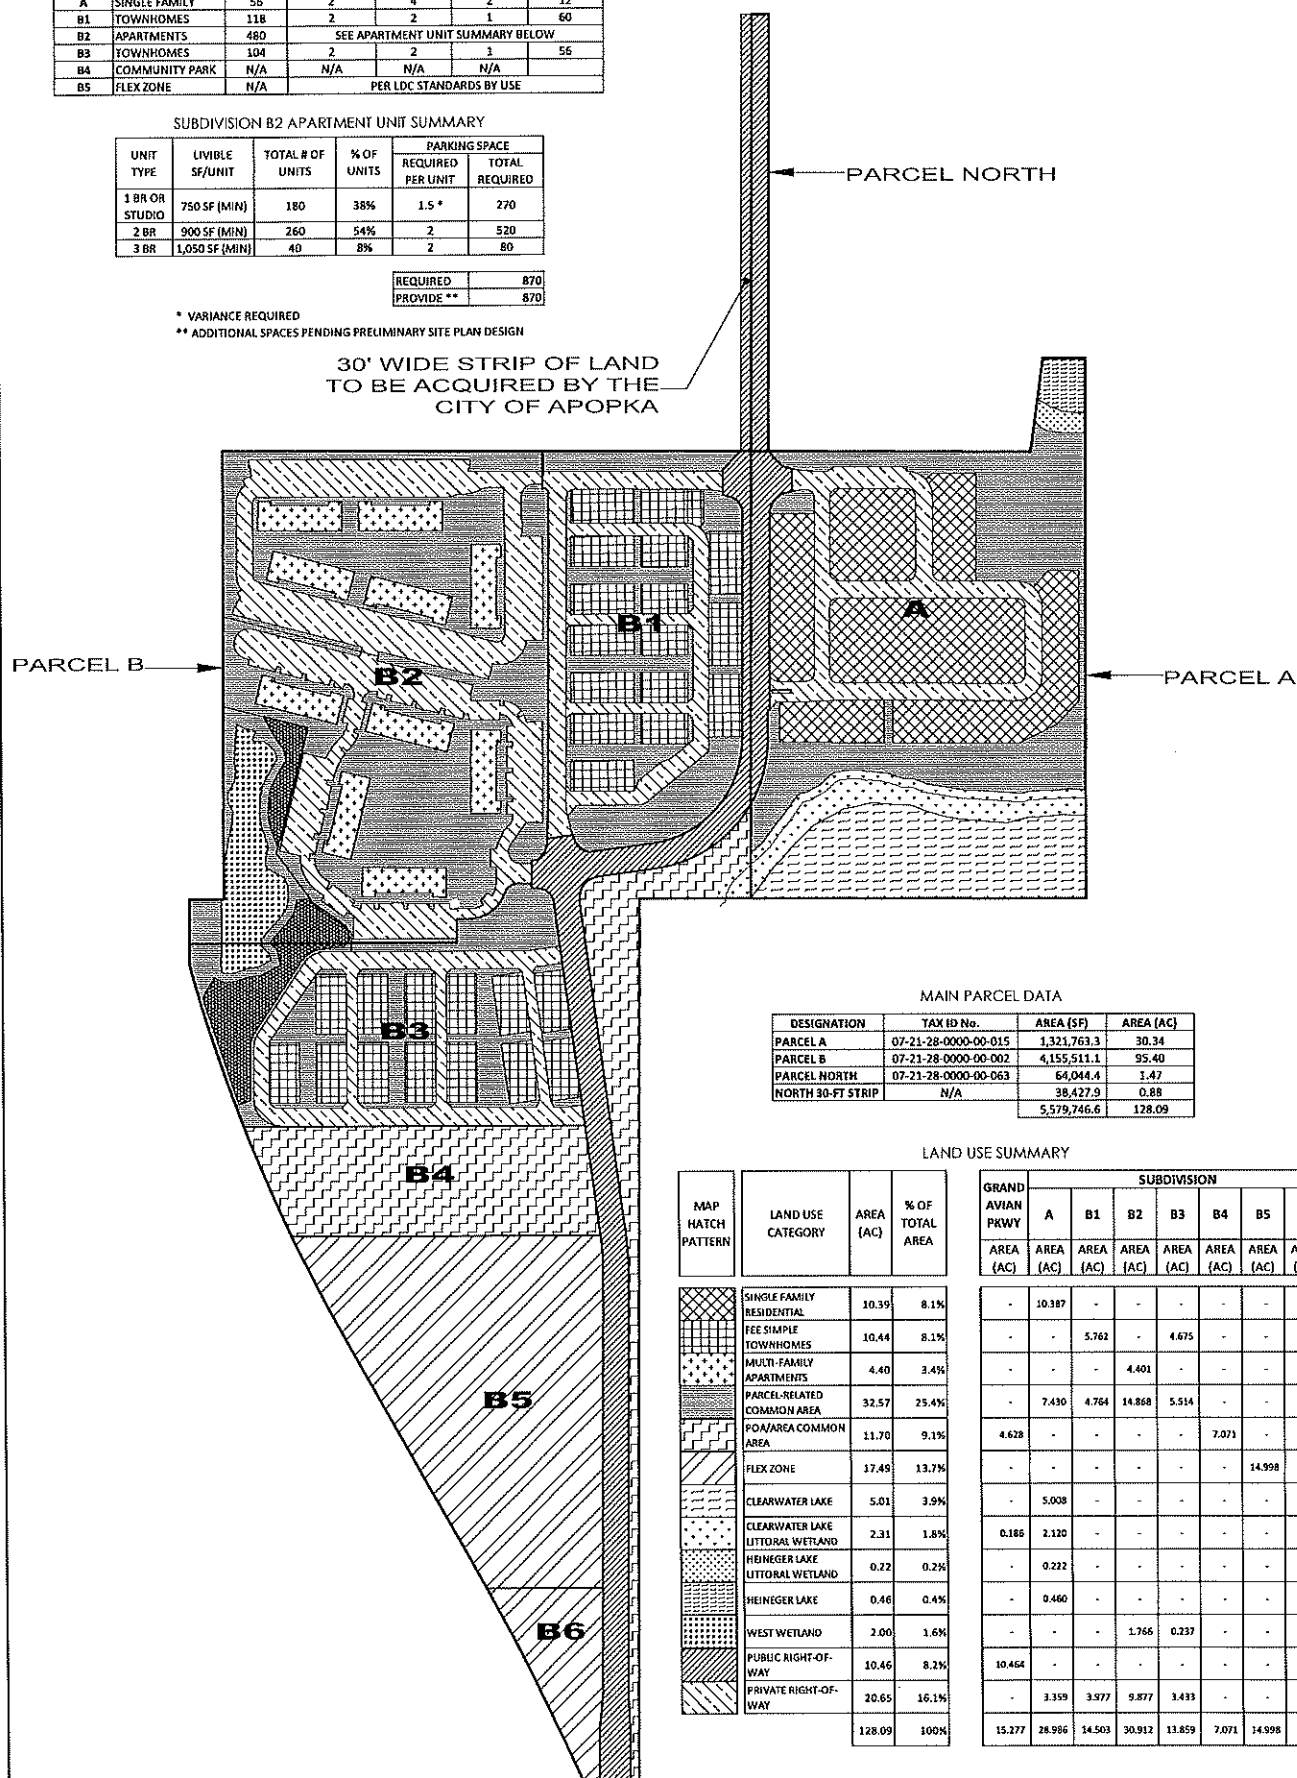 A SINGLE FAMILY 56 2 4 2 12
B1 TOWNHOMES 118 2 2 1 60
B2 APARTMENTS 480 SEE APARTMENT UNIT SUMMARY BELOW
B3 TOWNHOMES 104 2 2 1 56
B4 COMMUNITY PARK N/A N/A N/A N/A
B5 FLEX ZONE N/A PER LDC STANDARDS BY USE
SUBDIVISION B2 APARTMENT UNIT SUMMARY
UNIT TYPE LIVIBLE SF/UNIT TOTAL # OF UNITS % OF UNITS PARKING SPACE REQUIRED PER UNIT TOTAL REQUIRED
1 BR OR STUDIO 750 SF (MIN) 180 38% 1.5 * 270
2 BR 900 SF (MIN) 260 54% 2 520
3 BR 1,050 SF (MIN) 40 8% 2 80
REQUIRED 870
PROVIDE ** 870
* VARIANCE REQUIRED
** ADDITIONAL SPACES PENDING PRELIMINARY SITE PLAN DESIGN
PARCEL NORTH
30' WIDE STRIP OF LAND
TO BE ACQUIRED BY THE
CITY OF APOPKA
B1
A
PARCEL B
B2
PARCEL A
B3
B4
B5
B6
MAIN PARCEL DATA
DESIGNATION TAX ID No. AREA (SF) AREA (AC)
PARCEL A 07-21-28-0000-00-015 1,321,763.3 30.34
PARCEL B 07-21-28-0000-00-002 4,155,511.1 95.40
PARCEL NORTH 07-21-28-0000-00-063 64,044.4 1.47
NORTH 30-FT STRIP N/A 38,427.9 0.88
5,579,746.6 128.09
LAND USE SUMMARY
MAP HATCH PATTERN LAND USE CATEGORY AREA (AC) % OF TOTAL AREA GRAND AVIAN PKWY SUBDIVISION A B1 B2 B3 B4 B5
AREA (AC) AREA (AC) AREA (AC) AREA (AC) AREA (AC) AREA (AC) AREA (AC)
SINGLE FAMILY RESIDENTIAL 10.39 8.1% - 10.387 - - - - -
FEE SIMPLE TOWNHOMES 10.44 8.1% - - 5.762 - 4.675 - -
MULTI-FAMILY APARTMENTS 4.40 3.4% - - - 4.401 - - -
PARCEL-RELATED COMMON AREA 32.57 25.4% - 7.430 4.764 14.868 5.514 - -
POA/AREA COMMON AREA 11.70 9.1% 4.628 - - - - 7.071 -
FLEX ZONE 17.49 13.7% - - - - - - 14.998
CLEARWATER LAKE 5.01 3.9% - 5.008 - - - - -
CLEARWATER LAKE LITTORAL WETLAND 2.31 1.8% 0.186 2.120 - - - - -
HEINEGER LAKE LITTORAL WETLAND 0.22 0.2% - 0.222 - - - - -
HEINEGER LAKE 0.46 0.4% - 0.460 - - - - -
WEST WETLAND 2.00 1.6% - - - 1.766 0.237 - -
PUBLIC RIGHT-OF-WAY 10.46 8.2% 10.464 - - - - - -
PRIVATE RIGHT-OF-WAY 20.65 16.1% - 3.359 3.977 9.877 3.433 - -
128.09 100% 15.277 28.986 14.503 30.912 13.859 7.071 14.998